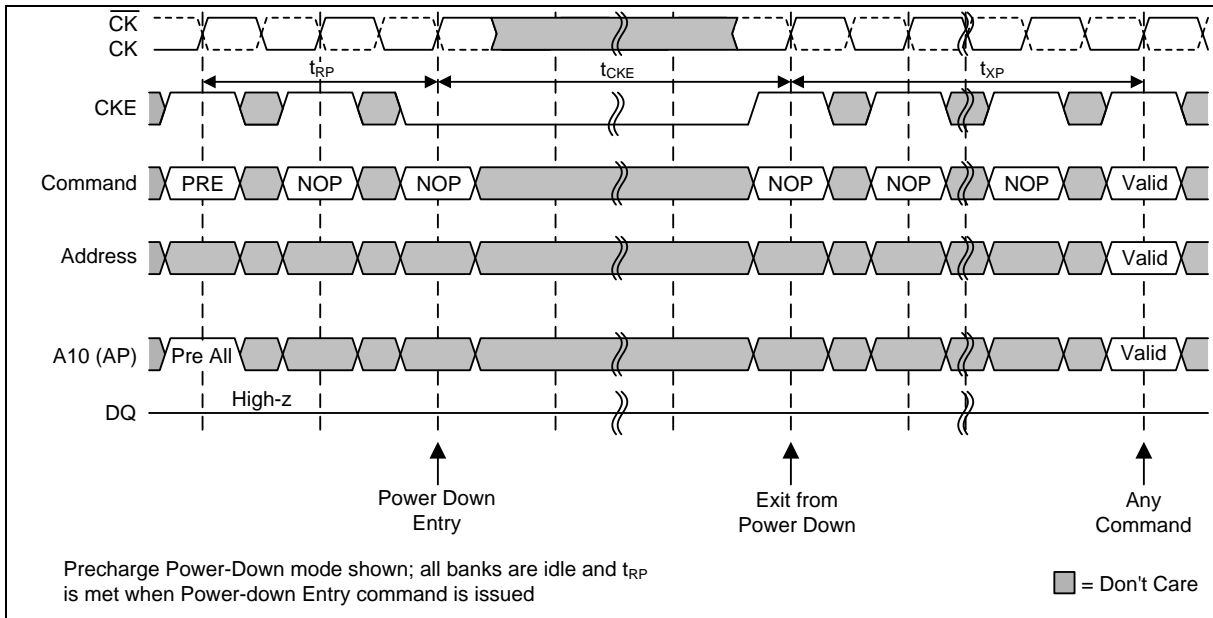 CK
CK
tRP
tCKE
tXP
CKE
Command
PRE
NOP
NOP
NOP
NOP
NOP
Valid
Address
Valid
A10 (AP)
Pre All
Valid
High-z
DQ
Power Down
Entry
Exit from
Power Down
Any
Command
Precharge Power-Down mode shown; all banks are idle and tRP
is met when Power-down Entry command is issued
= Don't Care